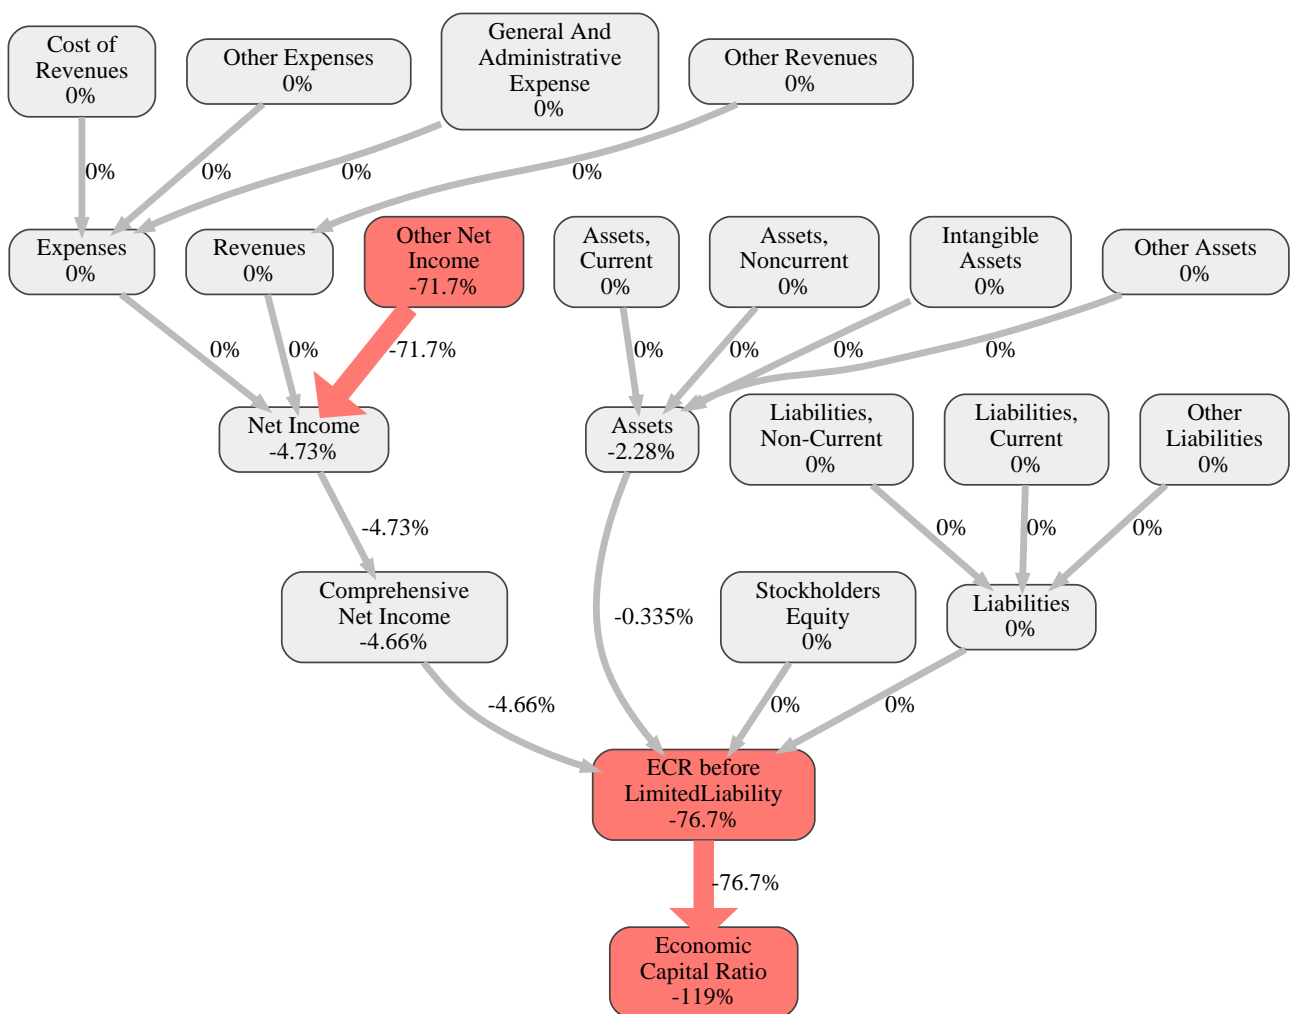 Cost of
Revenues
0%
Other Expenses
0%
General And
Administrative
Expense
0%
Other Revenues
0%
0%
0%
0%
0%
Expenses
0%
Revenues
0%
Other Net
Income
-71.7%
Assets,
Current
0%
Assets,
Noncurrent
0%
Intangible
Assets
0%
Other Assets
0%
0%
0%
-71.7%
0%
0%
0%
0%
Net Income
-4.73%
Assets
-2.28%
Liabilities,
Non-Current
0%
Liabilities,
Current
0%
Other
Liabilities
0%
-4.73%
0%
0%
0%
Comprehensive
Net Income
-4.66%
-0.335%
Stockholders
Equity
0%
Liabilities
0%
-4.66%
0%
0%
ECR before
LimitedLiability
-76.7%
-76.7%
Economic
Capital Ratio
-119%